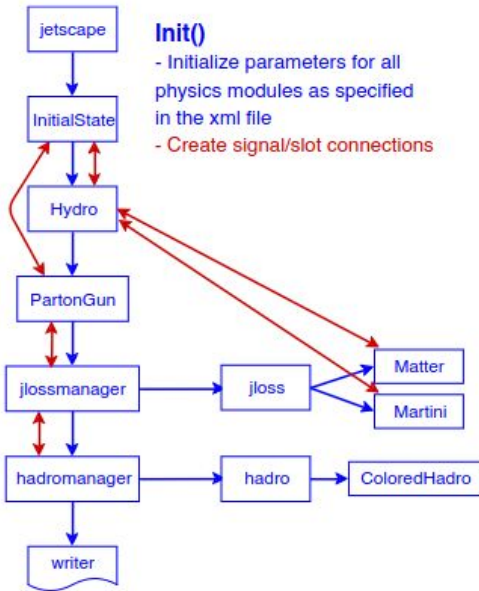 jetscape
Init()
- Initialize parameters for all
physics modules as specified
in the xml file
- Create signal/slot connections
InitialState
Hydro
PartonGun
jlossmanager
jloss
Matter
Martini
hadromanager
hadro
ColoredHadro
writer